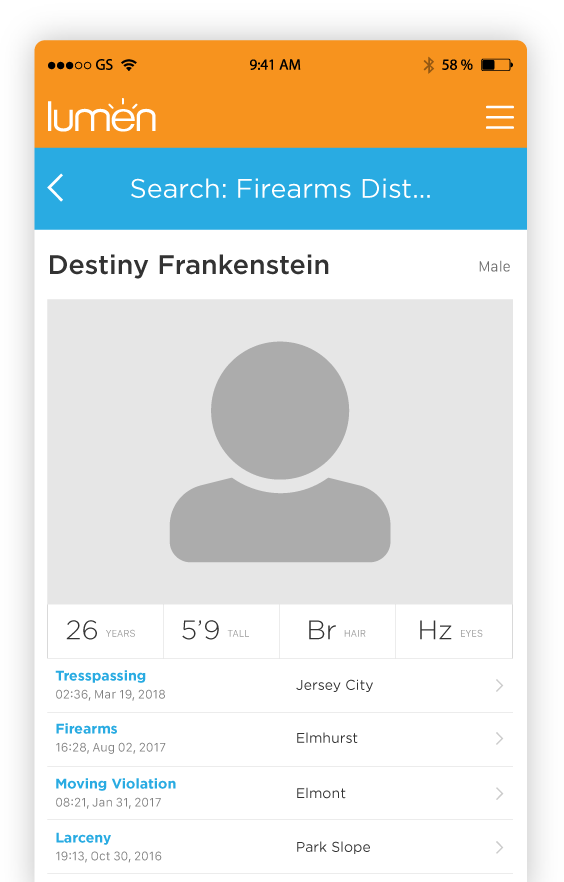 GS 9:41 AM 58 %
lumen
Search: Firearms Dist...
Destiny Frankenstein Male
26 YEARS 5’9 TALL Br HAIR Hz EYES
Tresspassing
02:36, Mar 19, 2018
Jersey City
Firearms
16:28, Aug 02, 2017
Elmhurst
Moving Violation
08:21, Jan 31, 2017
Elmont
Larceny
19:13, Oct 30, 2016
Park Slope